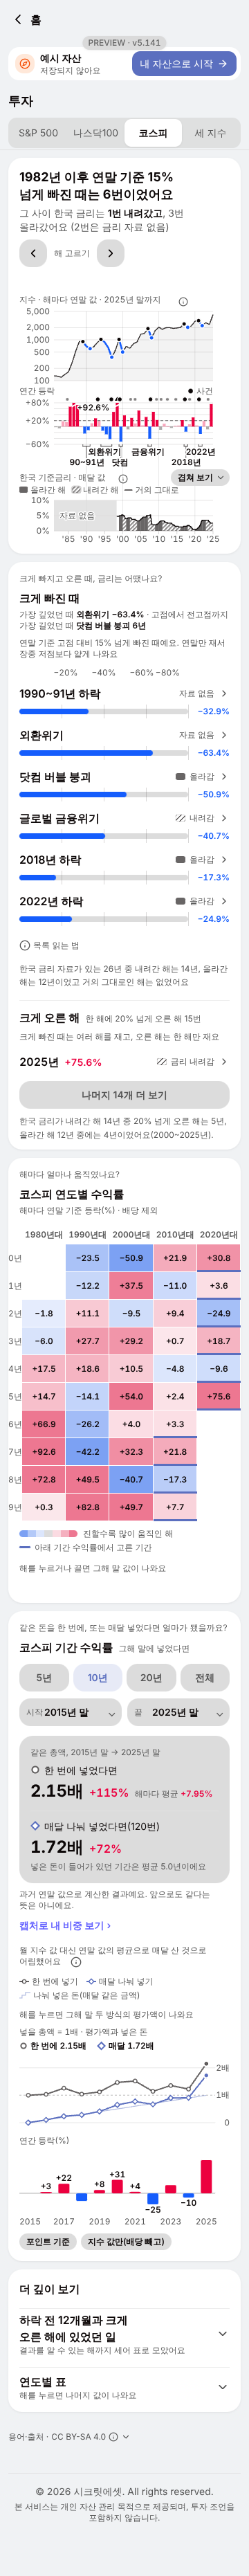 홈
PREVIEW · v5.141
예시 자산
저장되지 않아요
내 자산으로 시작
투자
S&P 500
나스닥100
코스피
세 지수
1982년 이후 연말 기준 15%
넘게 빠진 때는 6번이었어요
그 사이 한국 금리는 1번 내려갔고, 3번
올라갔어요 (2번은 금리 자료 없음)
해 고르기
지수 · 해마다 연말 값 · 2025년 말까지
5,000
2,000
1,000
500
200
100
연간 등락
사건
+80%
+92.6%
+20%
−60%
외환위기
금융위기
2022년
90~91년
닷컴
2018년
한국 기준금리 · 매달 값
겹쳐 보기
올라간 해
내려간 해
거의 그대로
10%
자료 없음
5%
0%
'85
'90
'95
'00
'05
'10
'15
'20
'25
크게 빠지고 오른 때, 금리는 어땠나요?
크게 빠진 때
가장 깊었던 때 외환위기 −63.4% · 고점에서 전고점까지
가장 길었던 때 닷컴 버블 붕괴 6년
연말 기준 고점 대비 15% 넘게 빠진 때예요. 연말만 재서
장중 저점보다 얕게 나와요
−20%
−40%
−60%
−80%
1990~91년 하락
자료 없음
−32.9%
외환위기
자료 없음
−63.4%
닷컴 버블 붕괴
올라감
−50.9%
글로벌 금융위기
내려감
−40.7%
2018년 하락
올라감
−17.3%
2022년 하락
올라감
−24.9%
목록 읽는 법
한국 금리 자료가 있는 26년 중 내려간 해는 14년, 올라간
해는 12년이었고 거의 그대로인 해는 없었어요
크게 오른 해 한 해에 20% 넘게 오른 해 15번
크게 빠진 때는 여러 해를 재고, 오른 해는 한 해만 재요
2025년 +75.6%
금리 내려감
나머지 14개 더 보기
한국 금리가 내려간 해 14년 중 20% 넘게 오른 해는 5년,
올라간 해 12년 중에는 4년이었어요(2000~2025년).
해마다 얼마나 움직였나요?
코스피 연도별 수익률
해마다 연말 기준 등락(%) · 배당 제외
1980년대 1990년대 2000년대 2010년대 2020년대
0년 −23.5 −50.9 +21.9 +30.8
1년 −12.2 +37.5 −11.0 +3.6
2년 −1.8 +11.1 −9.5 +9.4 −24.9
3년 −6.0 +27.7 +29.2 +0.7 +18.7
4년 +17.5 +18.6 +10.5 −4.8 −9.6
5년 +14.7 −14.1 +54.0 +2.4 +75.6
6년 +66.9 −26.2 +4.0 +3.3
7년 +92.6 −42.2 +32.3 +21.8
8년 +72.8 +49.5 −40.7 −17.3
9년 +0.3 +82.8 +49.7 +7.7
진할수록 많이 움직인 해
아래 기간 수익률에서 고른 기간
해를 누르거나 끌면 그해 말 값이 나와요
같은 돈을 한 번에, 또는 매달 넣었다면 얼마가 됐을까요?
코스피 기간 수익률 그해 말에 넣었다면
5년
10년
20년
전체
시작 2015년 말
끝 2025년 말
같은 총액, 2015년 말 → 2025년 말
한 번에 넣었다면
2.15배 +115% 해마다 평균 +7.95%
매달 나눠 넣었다면(120번)
1.72배 +72%
넣은 돈이 들어가 있던 기간은 평균 5.0년이에요
과거 연말 값으로 계산한 결과예요. 앞으로도 같다는
뜻은 아니에요.
캡처로 내 비중 보기
월 지수 값 대신 연말 값의 평균으로 매달 산 것으로
어림했어요
한 번에 넣기
매달 나눠 넣기
나눠 넣은 돈(매달 같은 금액)
해를 누르면 그해 말 두 방식의 평가액이 나와요
넣을 총액 = 1배 · 평가액과 넣은 돈
한 번에 2.15배
매달 1.72배
2배
1배
0
연간 등락(%)
+3
+22
+8
+31
+4
−25
−10
2015
2017
2019
2021
2023
2025
포인트 기준
지수 값만(배당 빼고)
더 깊이 보기
하락 전 12개월과 크게
오른 해에 있었던 일
결과를 알 수 있는 해까지 세어 표로 모았어요
연도별 표
해를 누르면 나머지 값이 나와요
용어·출처 · CC BY-SA 4.0
© 2026 시크릿에셋. All rights reserved.
본 서비스는 개인 자산 관리 목적으로 제공되며, 투자 조언을
포함하지 않습니다.